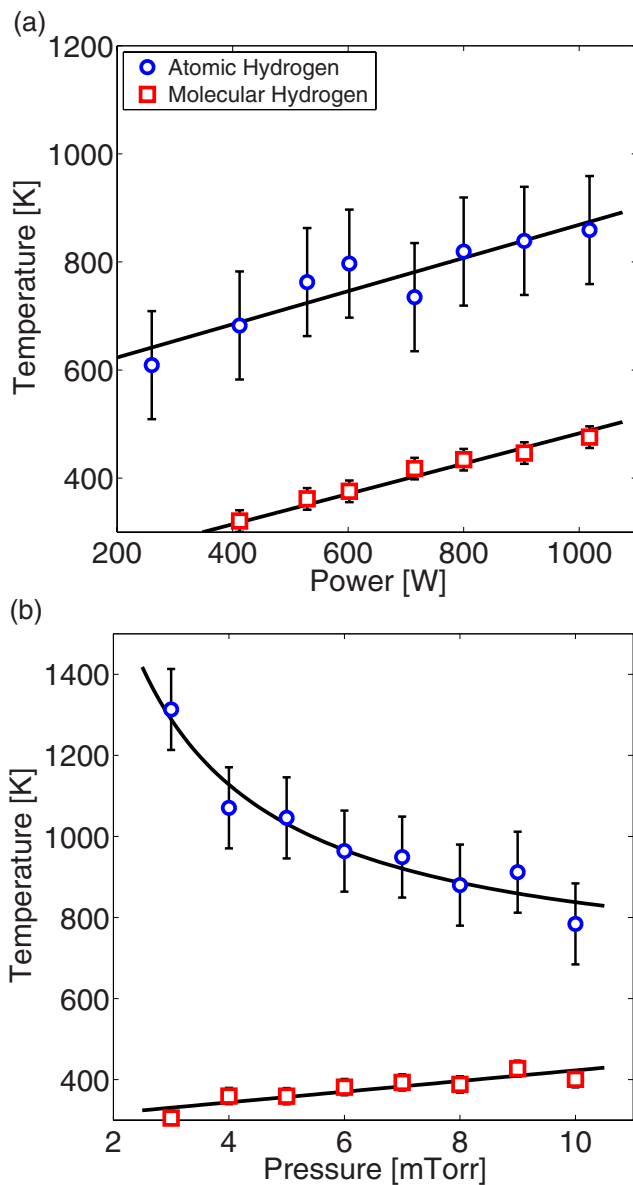 (a)
1200
1000
800
600
400
Temperature [K]
Atomic Hydrogen
Molecular Hydrogen
200 400 600 800 1000
Power [W]
(b)
1400
1200
1000
800
600
400
Temperature [K]
2 4 6 8 10
Pressure [mTorr]